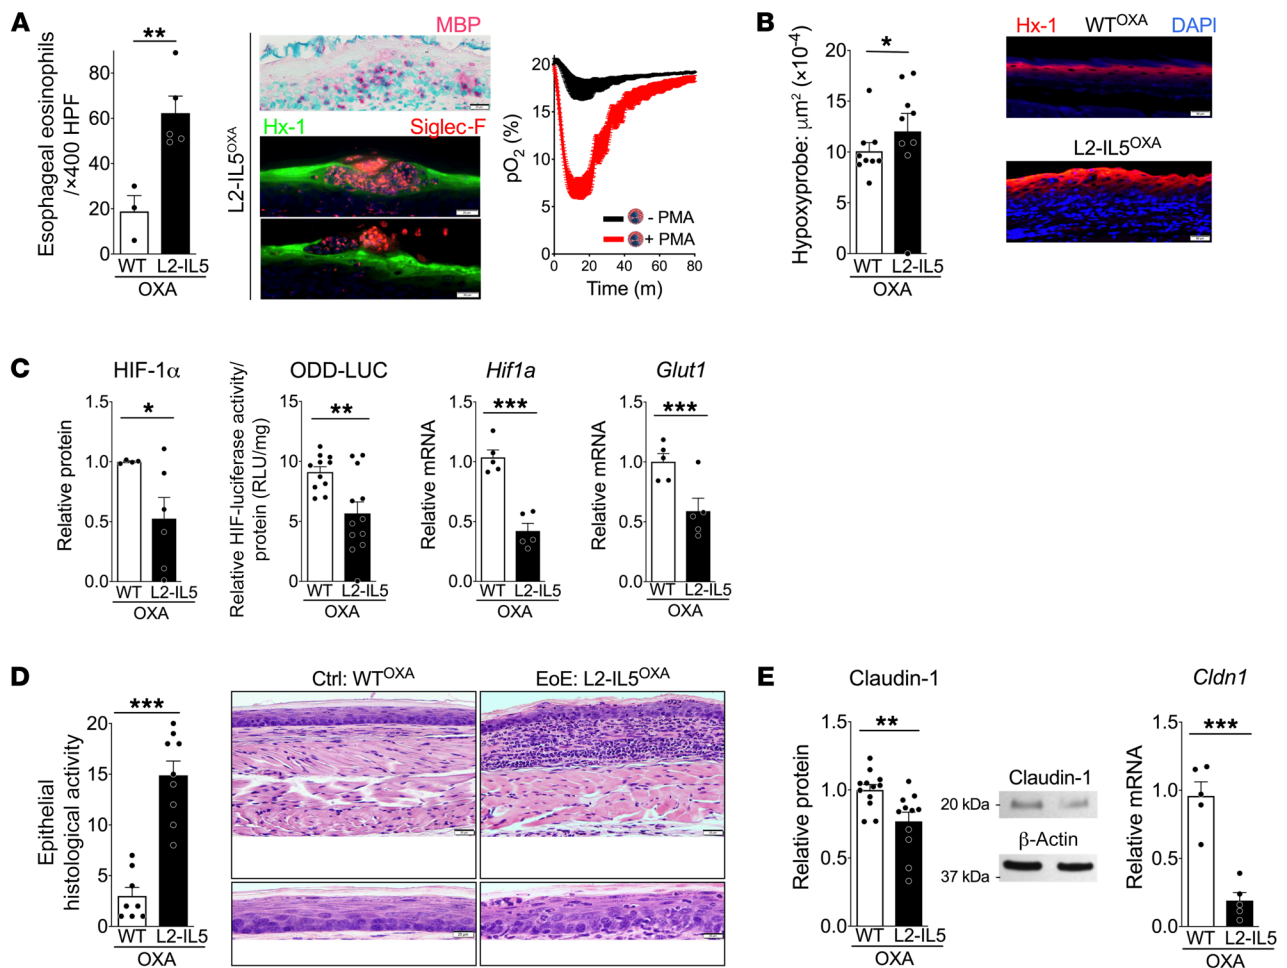 A
Esophageal eosinophils
/×400 HPF
**
80
60
40
20
0
WT L2-IL5
OXA
L2-IL5OXA
MBP
Hx-1 Siglec-F
pO2 (%)
20
15
10
5
0
- PMA
+ PMA
0 20 40 60 80
Time (m)
B
Hypoxyprobe: μm² (×10⁻⁴)
*
20
15
10
5
0
WT L2-IL5
OXA
Hx-1 WTOXA DAPI
L2-IL5OXA
C
HIF-1α
Relative protein
*
1.5
1.0
0.5
0.0
WT L2-IL5
OXA
ODD-LUC
Relative HIF-luciferase activity/
protein (RLU/mg)
**
15
10
5
0
WT L2-IL5
OXA
Hif1a
Relative mRNA
***
1.5
1.0
0.5
0.0
WT L2-IL5
OXA
Glut1
Relative mRNA
***
1.5
1.0
0.5
0.0
WT L2-IL5
OXA
D
Epithelial
histological activity
***
20
15
10
5
0
WT L2-IL5
OXA
Ctrl: WTOXA
EoE: L2-IL5OXA
E
Claudin-1
Relative protein
**
1.5
1.0
0.5
0.0
WT L2-IL5
OXA
Claudin-1
20 kDa
β-Actin
37 kDa
Cldn1
Relative mRNA
***
1.5
1.0
0.5
0.0
WT L2-IL5
OXA